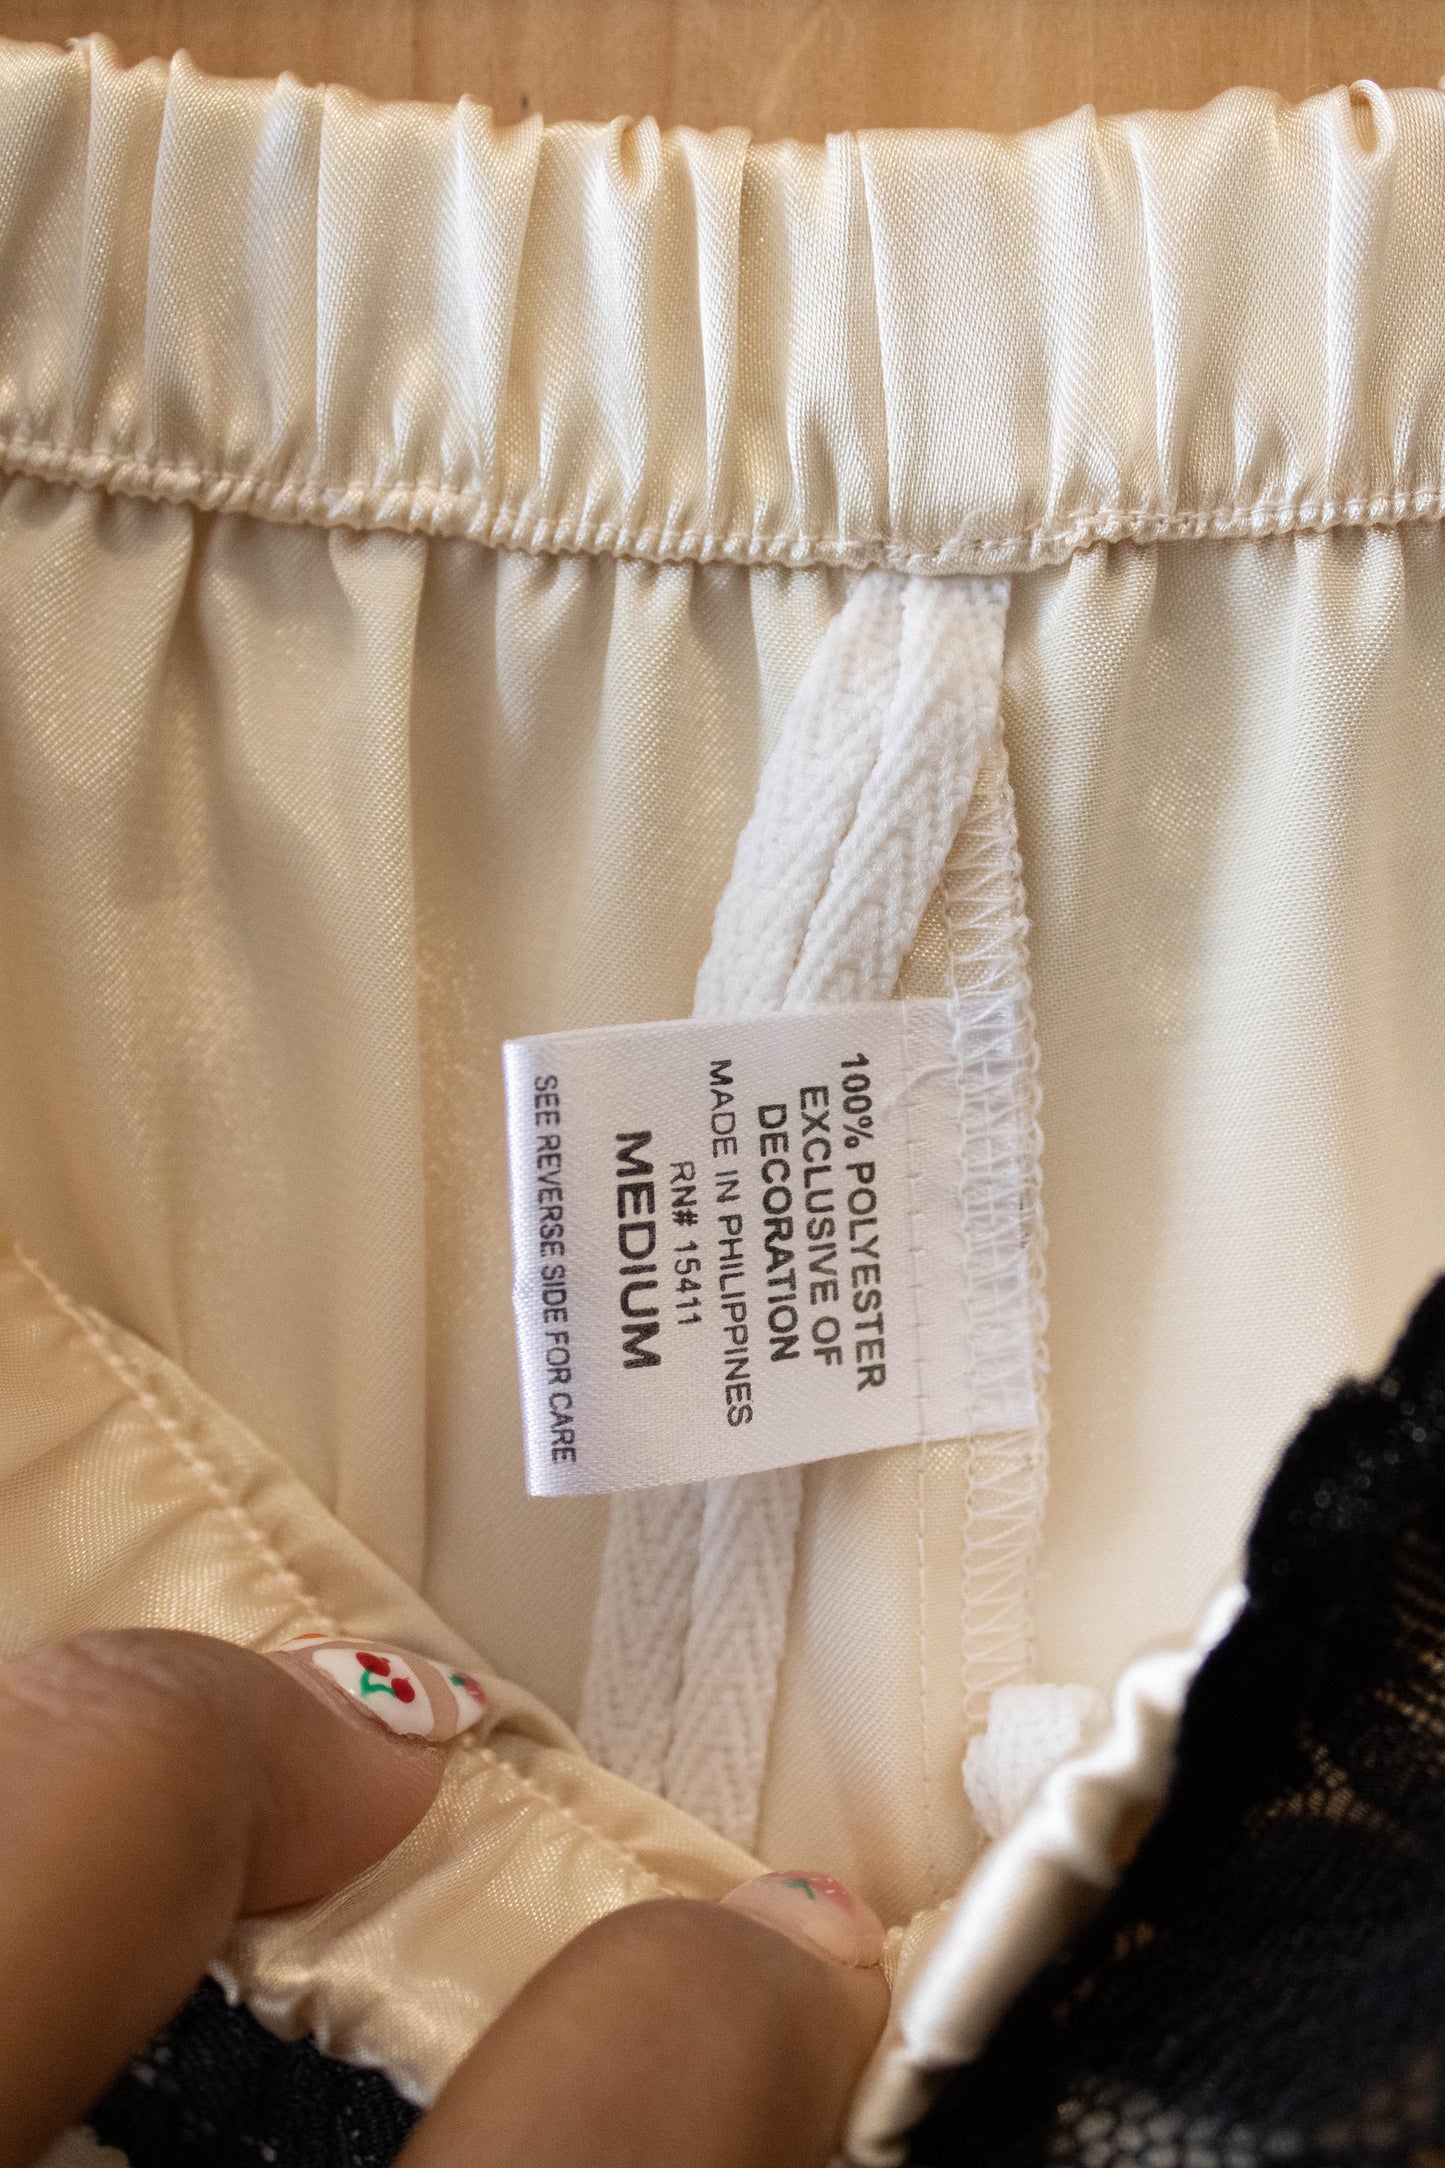 100% POLYESTER
EXCLUSIVE OF
DECORATION
MADE IN PHILIPPINES
RN# 15411
MEDIUM
SEE REVERSE SIDE FOR CARE